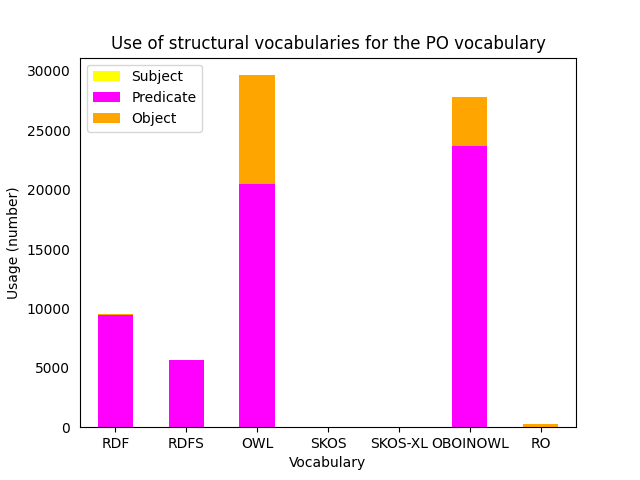 Use of structural vocabularies for the PO vocabulary
Subject
Predicate
Object
30000
25000
20000
15000
10000
5000
0
Usage (number)
RDF RDFS OWL SKOS SKOS-XL OBOINOWL RO
Vocabulary